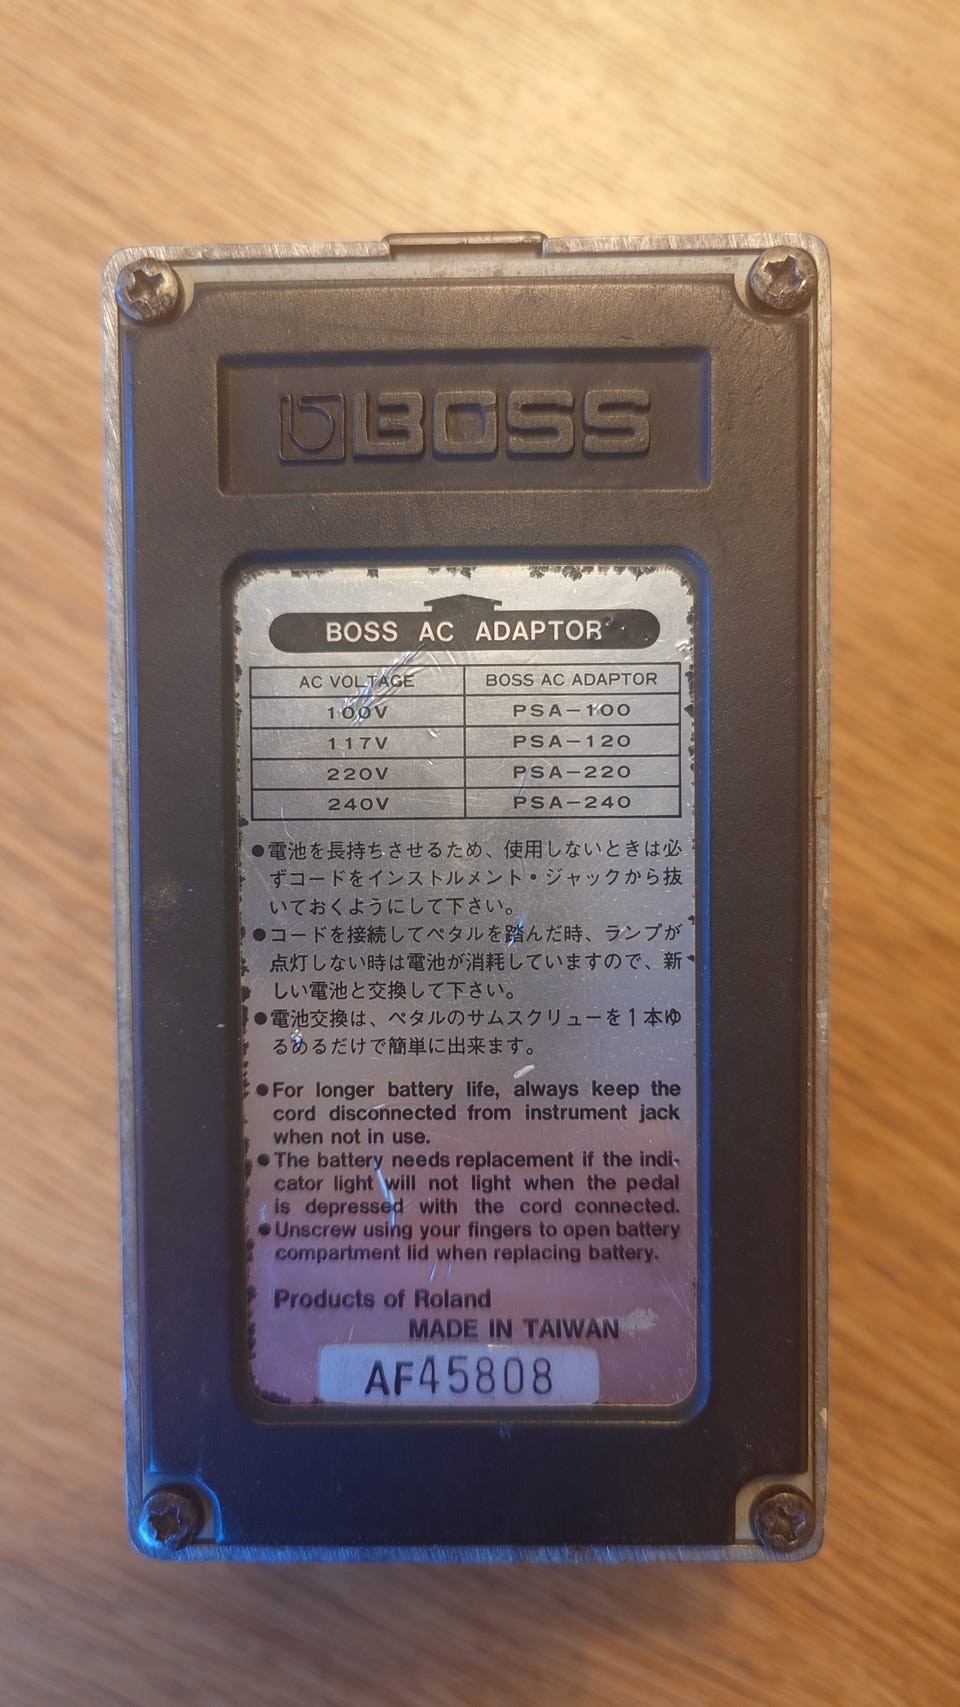 BOSS
BOSS AC ADAPTOR
AC VOLTAGE BOSS AC ADAPTOR
100V PSA-100
117V PSA-120
220V PSA-220
240V PSA-240
●電池を長持ちさせるため、使用しないときは必
ずコードをインストルメント・ジャックから抜
いておくようにして下さい。
●コードを接続してペタルを踏んだ時、ランプが
点灯しない時は電池が消耗していますので、新
しい電池と交換して下さい。
●電池交換は、ペタルのサムスクリューを1本ゆ
るめるだけで簡単に出来ます。
●For longer battery life, always keep the
cord disconnected from instrument jack
when not in use.
●The battery needs replacement if the indi-
cator light will not light when the pedal
is depressed with the cord connected.
●Unscrew using your fingers to open battery
compartment lid when replacing battery.
Products of Roland
MADE IN TAIWAN
AF45808